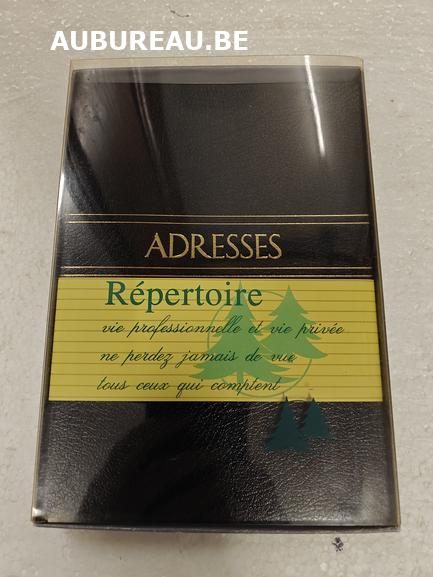 AUBUREAU.BE
ADRESSES
Répertoire
vie professionnelle et vie privée
ne perdez jamais de vue
tous ceux qui comptent